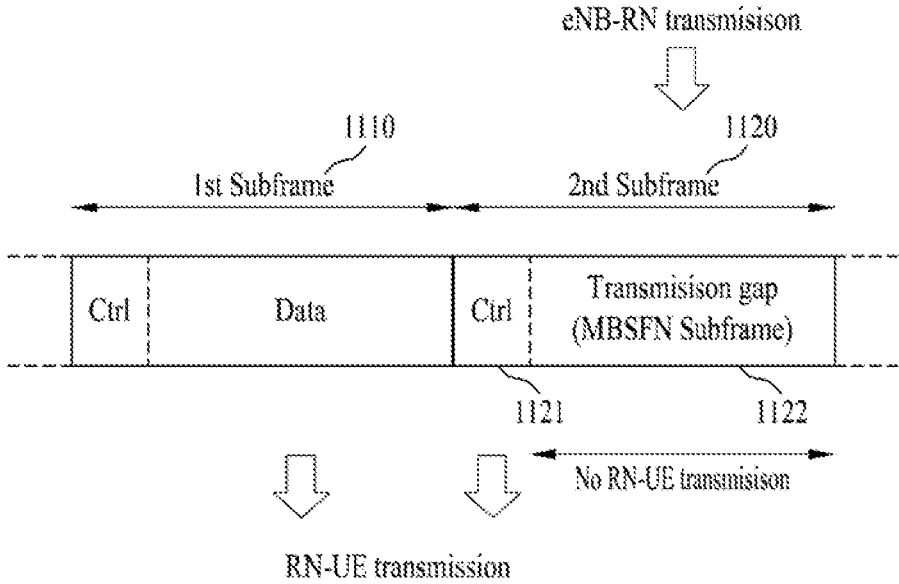 eNB-RN transmisison
1110
1120
1st Subframe
2nd Subframe
Ctrl
Data
Ctrl
Transmisison gap
(MBSFN Subframe)
1121
1122
No RN-UE transmisison
RN-UE transmission